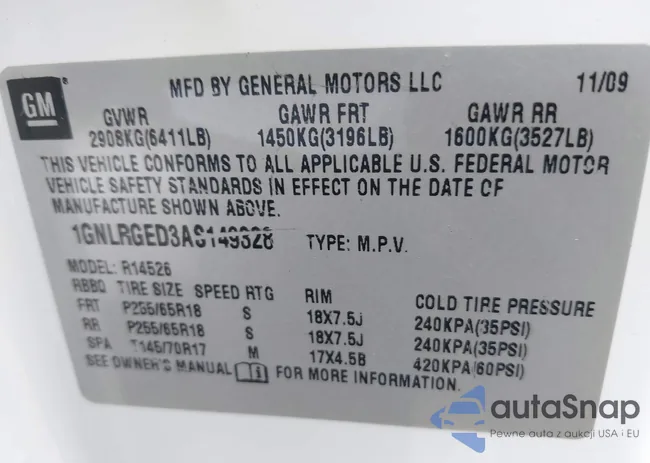 GM
MFD BY GENERAL MOTORS LLC 11/09
GVWR GAWR FRT GAWR RR
2908KG(6411LB) 1450KG(3196LB) 1600KG(3527LB)
THIS VEHICLE CONFORMS TO ALL APPLICABLE U.S. FEDERAL MOTOR
VEHICLE SAFETY STANDARDS IN EFFECT ON THE DATE OF
MANUFACTURE SHOWN ABOVE.
1GNLRGED3AS149328 TYPE: M.P.V.
MODEL: R14526
RBBQ TIRE SIZE SPEED RTG RIM COLD TIRE PRESSURE
FRT P255/65R18 S 18X7.5J 240KPA(35PSI)
RR P255/65R18 S 18X7.5J 240KPA(35PSI)
SPA T145/70R17 M 17X4.5B 420KPA(60PSI)
SEE OWNER'S MANUAL FOR MORE INFORMATION.
autaSnap
Pewne auta z aukcji USA i EU